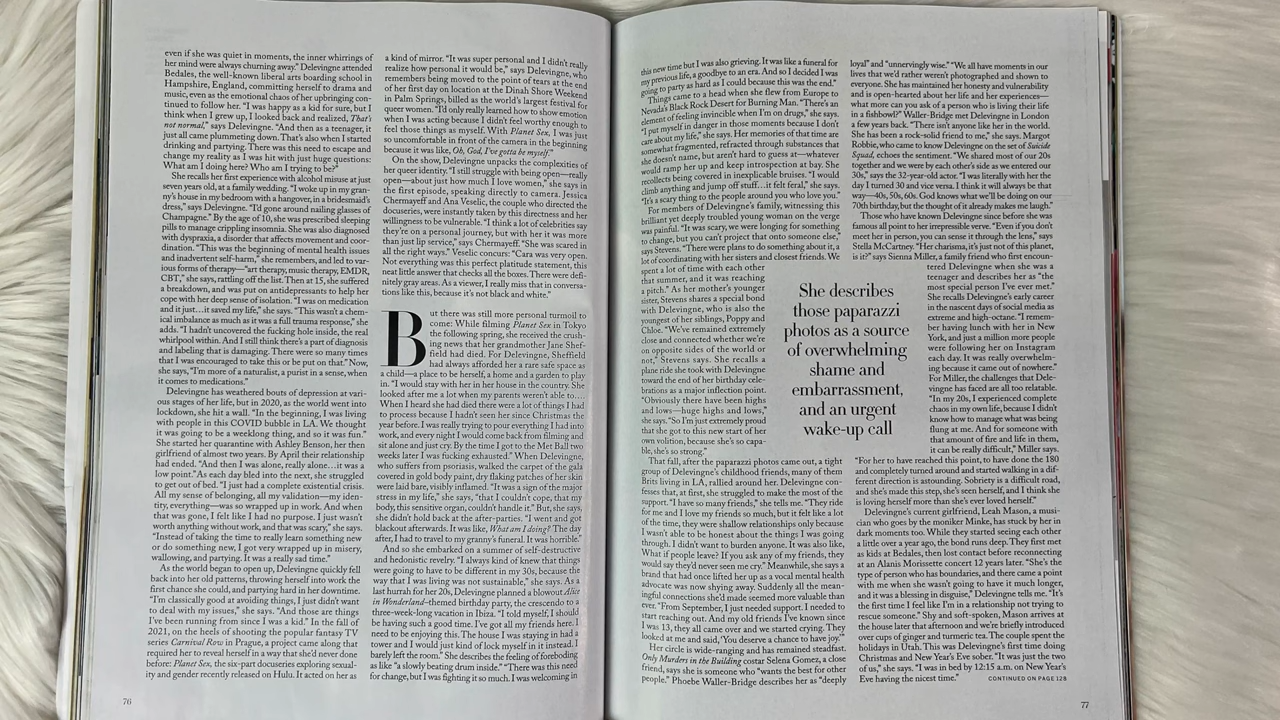 even if she was quiet in moments, the inner whirrings of
her mind were always churning away." Delevingne attended
Bedales, the well-known liberal arts boarding school in
Hampshire, England, committing herself to drama and
music, even as the emotional chaos of her upbringing con-
tinued to follow her. "I was happy as a kid for sure, but I
think when I grew up, I looked back and realized, That's
not normal," says Delevingne. "And then as a teenager, it
just all came plummeting down. That's also when I started
drinking and partying. There was this need to escape and
change my reality as I was hit with just huge questions:
What am I doing here? Who am I trying to be?"
She recalls her first experience with alcohol misuse at just
seven years old, at a family wedding. "I woke up in my gran-
ny's house in my bedroom with a hangover, in a bridesmaid's
dress," says Delevingne. "I'd gone around nailing glasses of
Champagne." By the age of 10, she was prescribed sleeping
pills to manage crippling insomnia. She was also diagnosed
with dyspraxia, a disorder that affects movement and coor-
dination. "This was the beginning of mental health issues
and inadvertent self-harm," she remembers, and led to var-
ious forms of therapy—"art therapy, music therapy, EMDR,
CBT," she says, rattling off the list. Then at 15, she suffered
a breakdown, and was put on antidepressants to help her
cope with her deep sense of isolation. "I was on medication
and it just…it saved my life," she says. "This wasn't a chem-
ical imbalance as much as it was a full trauma response," she
adds. "I hadn't uncovered the fucking hole inside, the real
whirlpool within. And I still think there's a part of diagnosis
and labeling that is damaging. There were so many times
that I was encouraged to take this or be put on that." Now,
she says, "I'm more of a naturalist, a purist in a sense, when
it comes to medications."
Delevingne has weathered bouts of depression at vari-
ous stages of her life, but in 2020, as the world went into
lockdown, she hit a wall. "In the beginning, I was living
with people in this COVID bubble in L.A. We thought
it was going to be a weeklong thing, and so it was fun."
She started her quarantine with Ashley Benson, her then
girlfriend of almost two years. By April their relationship
had ended. "And then I was alone, really alone…it was a
low point." As each day bled into the next, she struggled
to get out of bed. "I just had a complete existential crisis.
All my sense of belonging, all my validation—my iden-
tity, everything—was so wrapped up in work. And when
that was gone, I felt like I had no purpose. I just wasn't
worth anything without work, and that was scary," she says.
"Instead of taking the time to really learn something new
or do something new, I got very wrapped up in misery,
wallowing, and partying. It was a really sad time."
As the world began to open up, Delevingne quickly fell
back into her old patterns, throwing herself into work the
first chance she could, and partying hard in her downtime.
"I'm classically good at avoiding things, I just didn't want
to deal with my issues," she says. "And those are things
I've been running from since I was a kid." In the fall of
2021, on the heels of shooting the popular fantasy TV
series Carnival Row in Prague, a project came along that
required her to reveal herself in a way that she'd never done
before: Planet Sex, the six-part docuseries exploring sexual-
ity and gender recently released on Hulu. It acted on her as
a kind of mirror. "It was super personal and I didn't really
realize how personal it would be," says Delevingne, who
remembers being moved to the point of tears at the end
of her first day on location at the Dinah Shore Weekend
in Palm Springs, billed as the world's largest festival for
queer women. "I'd only really learned how to show emotion
when I was acting because I didn't feel worthy enough to
feel those things as myself. With Planet Sex, I was just
so uncomfortable in front of the camera in the beginning
because it was like, Oh, God, I've gotta be myself."
On the show, Delevingne unpacks the complexities of
her queer identity. "I still struggle with being open—really
open—about just how much I love women," she says in
the first episode, speaking directly to camera. Jessica
Chermayeff and Ana Veselic, the couple who directed the
docuseries, were instantly taken by this directness and her
willingness to be vulnerable. "I think a lot of celebrities say
they're on a personal journey, but with her it was more
than just lip service," says Chermayeff. "She was scared in
all the right ways." Veselic concurs: "Cara was very open.
Not everything was this perfect platitude statement, this
neat little answer that checks all the boxes. There were defi-
nitely gray areas. As a viewer, I really miss that in conversa-
tions like this, because it's not black and white."
But there was still more personal turmoil to
come: While filming Planet Sex in Tokyo
the following spring, she received the crush-
ing news that her grandmother Jane Shef-
field had died. For Delevingne, Sheffield
had always afforded her a rare safe space as
a child—a place to be herself, a home and a garden to play
in. "I would stay with her in her house in the country. She
looked after me a lot when my parents weren't able to….
When I heard she had died there were a lot of things I had
to process because I hadn't seen her since Christmas the
year before. I was really trying to pour everything I had into
work, and every night I would come back from filming and
sit alone and just cry. By the time I got to the Met Ball two
weeks later I was fucking exhausted." When Delevingne,
who suffers from psoriasis, walked the carpet of the gala
covered in gold body paint, dry flaking patches of her skin
were laid bare, visibly inflamed. "It was a sign of the major
stress in my life," she says, "that I couldn't cope, that my
body, this sensitive organ, couldn't handle it." But, she says,
she didn't hold back at the after-parties. "I went and got
blackout afterwards. It was like, What am I doing? The day
after, I had to travel to my granny's funeral. It was horrible."
And so she embarked on a summer of self-destructive
and hedonistic revelry. "I always kind of knew that things
were going to have to be different in my 30s, because the
way that I was living was not sustainable," she says. As a
last hurrah for her 20s, Delevingne planned a blowout Alice
in Wonderland–themed birthday party, the crescendo to a
three-week-long vacation in Ibiza. "I told myself, I should
be having such a good time. I've got all my friends here. I
need to be enjoying this. The house I was staying in had a
tower and I would just kind of lock myself in it instead. I
barely left the room." She describes the feeling of foreboding
as like "a slowly beating drum inside." "There was this need
for change, but I was fighting it so much. I was welcoming in
76
this new time but I was also grieving. It was like a funeral for
my previous life, a goodbye to an era. And so I decided I was
going to party as hard as I could because this was the end."
Things came to a head when she flew from Europe to
Nevada's Black Rock Desert for Burning Man. "There's an
element of feeling invincible when I'm on drugs," she says.
"I put myself in danger in those moments because I don't
care about my life," she says. Her memories of that time are
somewhat fragmented, refracted through substances that
she doesn't name, but aren't hard to guess at—whatever
would ramp her up and keep introspection at bay. She
recollects being covered in inexplicable bruises. "I would
climb anything and jump off stuff…it felt feral," she says.
"It's a scary thing to the people around you who love you."
For members of Delevingne's family, witnessing this
brilliant yet deeply troubled young woman on the verge
was painful. "It was scary, we were longing for something
to change, but you can't project that onto someone else,"
says Stevens. "There were plans to do something about it, a
lot of coordinating with her sisters and closest friends. We
spent a lot of time with each other
that summer, and it was reaching
a pitch." As her mother's younger
sister, Stevens shares a special bond
with Delevingne, who is also the
youngest of her siblings, Poppy and
Chloe. "We've remained extremely
close and connected whether we're
on opposite sides of the world or
not," Stevens says. She recalls a
plane ride she took with Delevingne
toward the end of her birthday cele-
brations as a major inflection point.
"Obviously there have been highs
and lows—huge highs and lows,"
she says. "So I'm just extremely proud
that she got to this new start of her
own volition, because she's so capa-
ble, she's so strong."
That fall, after the paparazzi photos came out, a tight
group of Delevingne's childhood friends, many of them
Brits living in L.A., rallied around her. Delevingne con-
fesses that, at first, she struggled to make the most of the
support. "I have so many friends," she tells me. "They ride
for me and I love my friends so much, but it felt like a lot
of the time, they were shallow relationships only because
I wasn't able to be honest about the things I was going
through. I didn't want to burden anyone. It was also like,
What if people leave? If you ask any of my friends, they
would say they'd never seen me cry." Meanwhile, she says a
brand that had once lifted her up as a vocal mental health
advocate was now shying away. Suddenly all the mean-
ingful connections she'd made seemed more valuable than
ever. "From September, I just needed support. I needed to
start reaching out. And my old friends I've known since
I was 13, they all came over and we started crying. They
looked at me and said, 'You deserve a chance to have joy.'"
Her circle is wide-ranging and has remained steadfast.
Only Murders in the Building costar Selena Gomez, a close
friend, says she is someone who "wants the best for other
people." Phoebe Waller-Bridge describes her as "deeply
She describes
those paparazzi
photos as a source
of overwhelming
shame and
embarrassment,
and an urgent
wake-up call
loyal" and "unnervingly wise." "We all have moments in our
lives that we'd rather weren't photographed and shown to
everyone. She has maintained her honesty and vulnerability
and is open-hearted about her life and her experiences—
what more can you ask of a person who is living their life
in a fishbowl?" Waller-Bridge met Delevingne in London
a few years back. "There isn't anyone like her in the world.
She has been a rock-solid friend to me," she says. Margot
Robbie, who came to know Delevingne on the set of Suicide
Squad, echoes the sentiment. "We shared most of our 20s
together and we were by each other's side as we entered our
30s," says the 32-year-old actor. "I was literally with her the
day I turned 30 and vice versa. I think it will always be that
way—40s, 50s, 60s. God knows what we'll be doing on our
70th birthday, but the thought of it already makes me laugh."
Those who have known Delevingne since before she was
famous all point to her irrepressible verve. "Even if you don't
meet her in person, you can sense it through the lens," says
Stella McCartney. "Her charisma, it's just not of this planet,
is it?" says Sienna Miller, a family friend who first encoun-
tered Delevingne when she was a
teenager and describes her as "the
most special person I've ever met."
She recalls Delevingne's early career
in the nascent days of social media as
extreme and high-octane. "I remem-
ber having lunch with her in New
York, and just a million more people
were following her on Instagram
each day. It was really overwhelm-
ing because it came out of nowhere."
For Miller, the challenges that Dele-
vingne has faced are all too relatable.
"In my 20s, I experienced complete
chaos in my own life, because I didn't
know how to manage what was being
flung at me. And for someone with
that amount of fire and life in them,
it can be really difficult," Miller says.
"For her to have reached this point, to have done the 180
and completely turned around and started walking in a dif-
ferent direction is astounding. Sobriety is a difficult road,
and she's made this step, she's seen herself, and I think she
is loving herself more than she's ever loved herself."
Delevingne's current girlfriend, Leah Mason, a musi-
cian who goes by the moniker Minke, has stuck by her in
dark moments too. While they started seeing each other
a little over a year ago, the bond runs deep. They first met
as kids at Bedales, then lost contact before reconnecting
at an Alanis Morissette concert 12 years later. "She's the
type of person who has boundaries, and there came a point
with me when she wasn't going to have it much longer,
and it was a blessing in disguise," Delevingne tells me. "It's
the first time I feel like I'm in a relationship not trying to
rescue someone." Shy and soft-spoken, Mason arrives at
the house later that afternoon and we're briefly introduced
over cups of ginger and turmeric tea. The couple spent the
holidays in Utah. This was Delevingne's first time doing
Christmas and New Year's Eve sober. "It was just the two
of us," she says. "I was in bed by 12:15 a.m. on New Year's
Eve having the nicest time."
CONTINUED ON PAGE 128
77